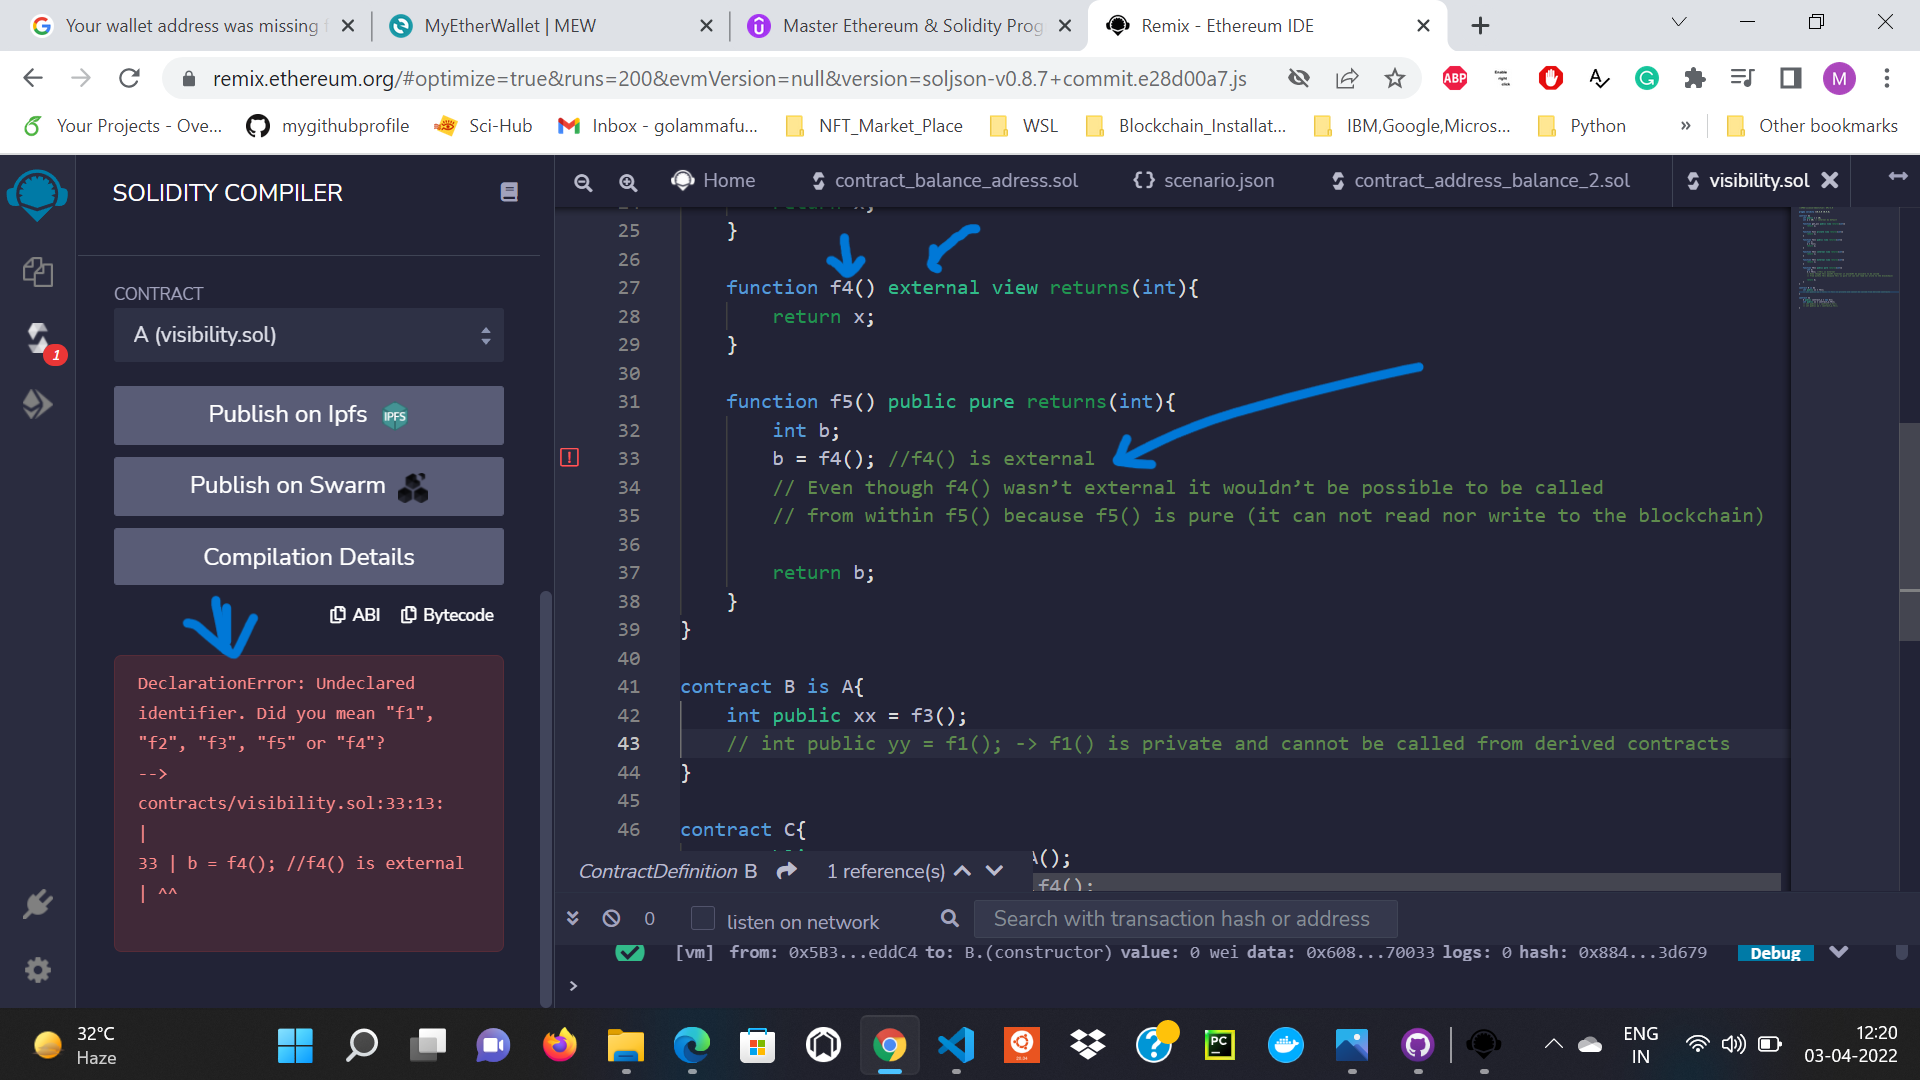 Your wallet address was missing f
MyEtherWallet | MEW
Master Ethereum & Solidity Prog
Remix - Ethereum IDE
remix.ethereum.org/#optimize=true&runs=200&evmVersion=null&version=soljson-v0.8.7+commit.e28d00a7.js
ABP
M
Your Projects - Ove...
mygithubprofile
Sci-Hub
Inbox - golammafu...
NFT_Market_Place
WSL
Blockchain_Installat...
IBM,Google,Micros...
Python
»
Other bookmarks
SOLIDITY COMPILER
Home
contract_balance_adress.sol
{} scenario.json
contract_address_balance_2.sol
visibility.sol
CONTRACT
A (visibility.sol)
1
Publish on Ipfs
IPFS
Publish on Swarm
Compilation Details
ABI
Bytecode
DeclarationError: Undeclared
identifier. Did you mean "f1",
"f2", "f3", "f5" or "f4"?
-->
contracts/visibility.sol:33:13:
|
33 | b = f4(); //f4() is external
| ^^
25 }
26
27 function f4() external view returns(int){
28 return x;
29 }
30
31 function f5() public pure returns(int){
32 int b;
33 b = f4(); //f4() is external
34 // Even though f4() wasn’t external it wouldn’t be possible to be called
35 // from within f5() because f5() is pure (it can not read nor write to the blockchain)
36
37 return b;
38 }
39 }
40
41 contract B is A{
42 int public xx = f3();
43 // int public yy = f1(); -> f1() is private and cannot be called from derived contracts
44 }
45
46 contract C{
A();
f4();
ContractDefinition B
1 reference(s)
0
listen on network
Search with transaction hash or address
[vm] from: 0x5B3...eddC4 to: B.(constructor) value: 0 wei data: 0x608...70033 logs: 0 hash: 0x884...3d679
Debug
>
32°C
Haze
PC
ENG
IN
12:20
03-04-2022